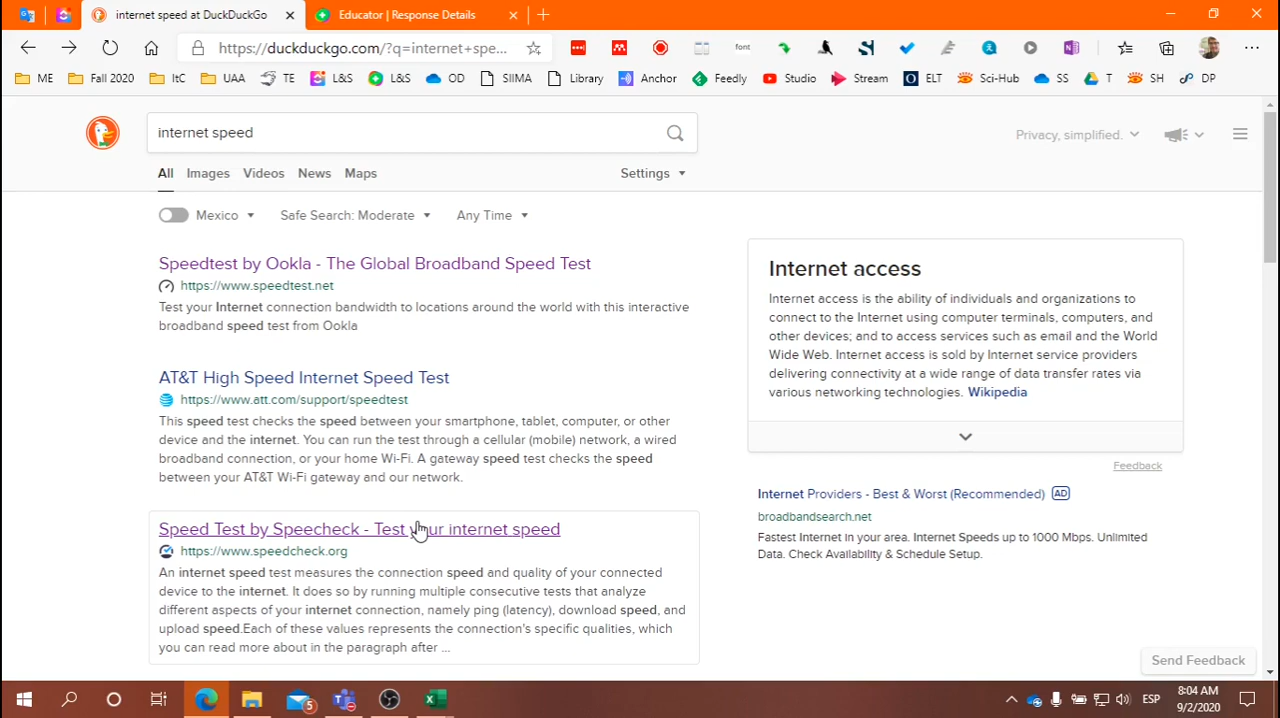 internet speed at DuckDuckGo
Educator | Response Details
https://duckduckgo.com/?q=internet+spe...
font
ME
Fall 2020
ItC
UAA
TE
L&S
L&S
OD
SIIMA
Library
Anchor
Feedly
Studio
Stream
ELT
Sci-Hub
SS
T
SH
DP
internet speed
Privacy, simplified.
All
Images
Videos
News
Maps
Settings
Mexico
Safe Search: Moderate
Any Time
Speedtest by Ookla - The Global Broadband Speed Test
https://www.speedtest.net
Test your Internet connection bandwidth to locations around the world with this interactive
broadband speed test from Ookla
AT&T High Speed Internet Speed Test
https://www.att.com/support/speedtest
This speed test checks the speed between your smartphone, tablet, computer, or other
device and the internet. You can run the test through a cellular (mobile) network, a wired
broadband connection, or your home Wi-Fi. A gateway speed test checks the speed
between your AT&T Wi-Fi gateway and our network.
Speed Test by Speecheck - Test your internet speed
https://www.speedcheck.org
An internet speed test measures the connection speed and quality of your connected
device to the internet. It does so by running multiple consecutive tests that analyze
different aspects of your internet connection, namely ping (latency), download speed, and
upload speed.Each of these values represents the connection's specific qualities, which
you can read more about in the paragraph after ...
Internet access
Internet access is the ability of individuals and organizations to
connect to the Internet using computer terminals, computers, and
other devices; and to access services such as email and the World
Wide Web. Internet access is sold by Internet service providers
delivering connectivity at a wide range of data transfer rates via
various networking technologies. Wikipedia
Feedback
Internet Providers - Best & Worst (Recommended) AD
broadbandsearch.net
Fastest Internet in your area. Internet Speeds up to 1000 Mbps. Unlimited
Data. Check Availability & Schedule Setup.
Send Feedback
5
ESP
8:04 AM
9/2/2020